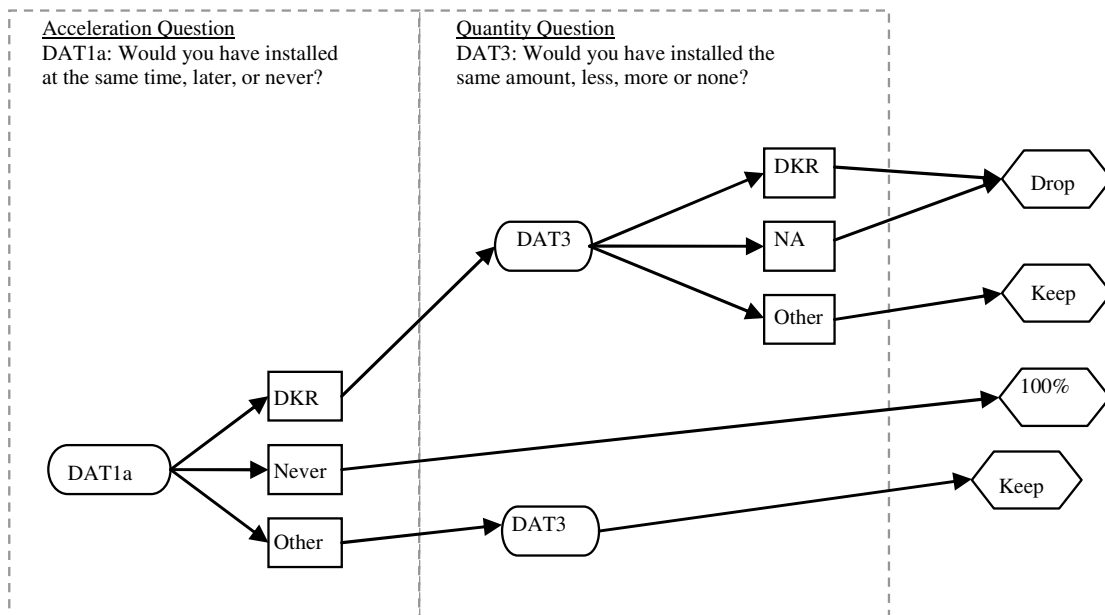 Acceleration Question
DAT1a: Would you have installed
at the same time, later, or never?
Quantity Question
DAT3: Would you have installed the
same amount, less, more or none?
DKR
Drop
DAT3
NA
Keep
Other
DKR
100%
DAT1a
Never
Keep
Other
DAT3